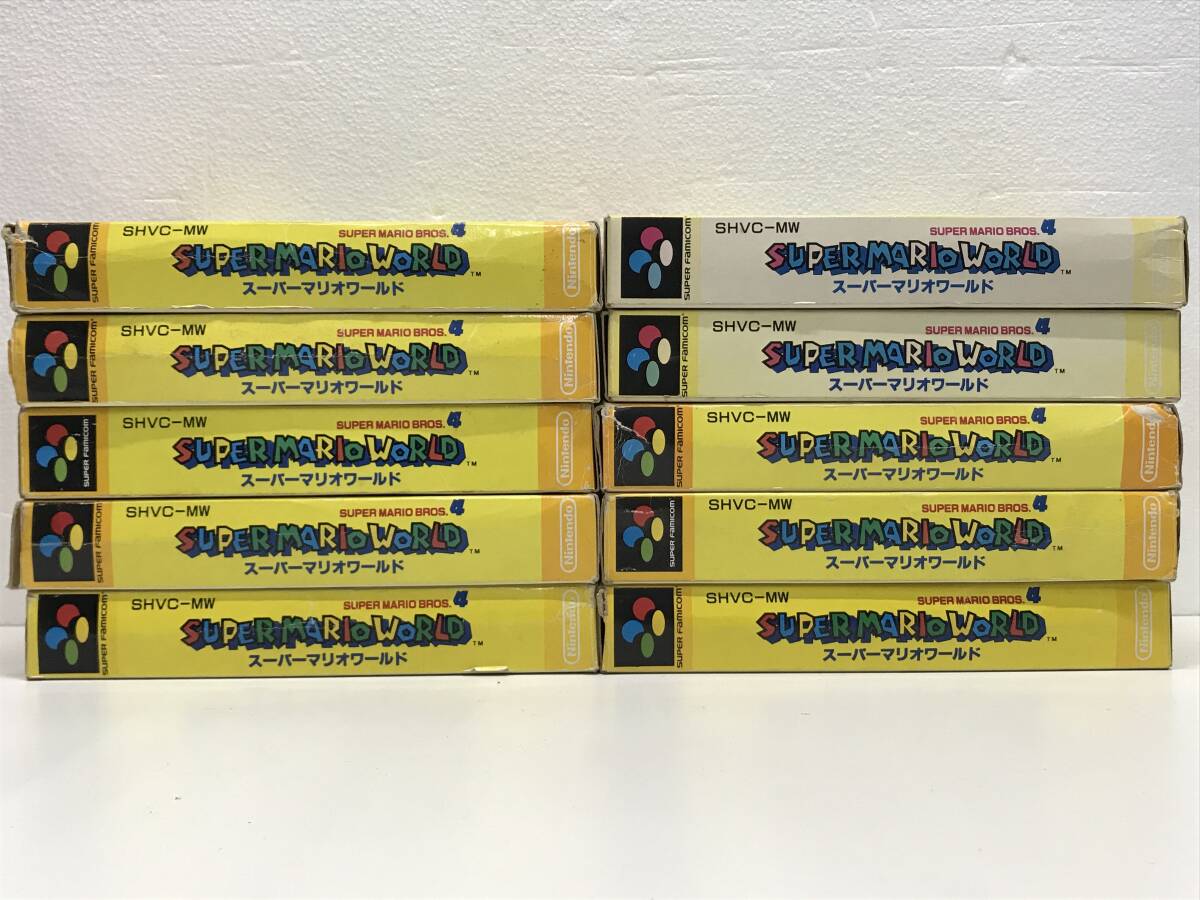 SUPER FAMICOM
SHVC-MW
SUPER MARIO BROS. 4
SUPER MARIO WORLD™
スーパーマリオワールド
Nintendo
SUPER FAMICOM
SHVC-MW
SUPER MARIO BROS. 4
SUPER MARIO WORLD™
スーパーマリオワールド
Nintendo
SUPER FAMICOM
SHVC-MW
SUPER MARIO BROS. 4
SUPER MARIO WORLD™
スーパーマリオワールド
Nintendo
SUPER FAMICOM
SHVC-MW
SUPER MARIO BROS. 4
SUPER MARIO WORLD™
スーパーマリオワールド
Nintendo
SUPER FAMICOM
SHVC-MW
SUPER MARIO BROS. 4
SUPER MARIO WORLD™
スーパーマリオワールド
Nintendo
SUPER FAMICOM
SHVC-MW
SUPER MARIO BROS. 4
SUPER MARIO WORLD™
スーパーマリオワールド
SUPER FAMICOM
SHVC-MW
SUPER MARIO BROS. 4
SUPER MARIO WORLD™
スーパーマリオワールド
Nintendo
SUPER FAMICOM
SHVC-MW
SUPER MARIO BROS. 4
SUPER MARIO WORLD™
スーパーマリオワールド
Nintendo
SUPER FAMICOM
SHVC-MW
SUPER MARIO BROS. 4
SUPER MARIO WORLD™
スーパーマリオワールド
Nintendo
SUPER FAMICOM
SHVC-MW
SUPER MARIO BROS. 4
SUPER MARIO WORLD™
スーパーマリオワールド
Nintendo